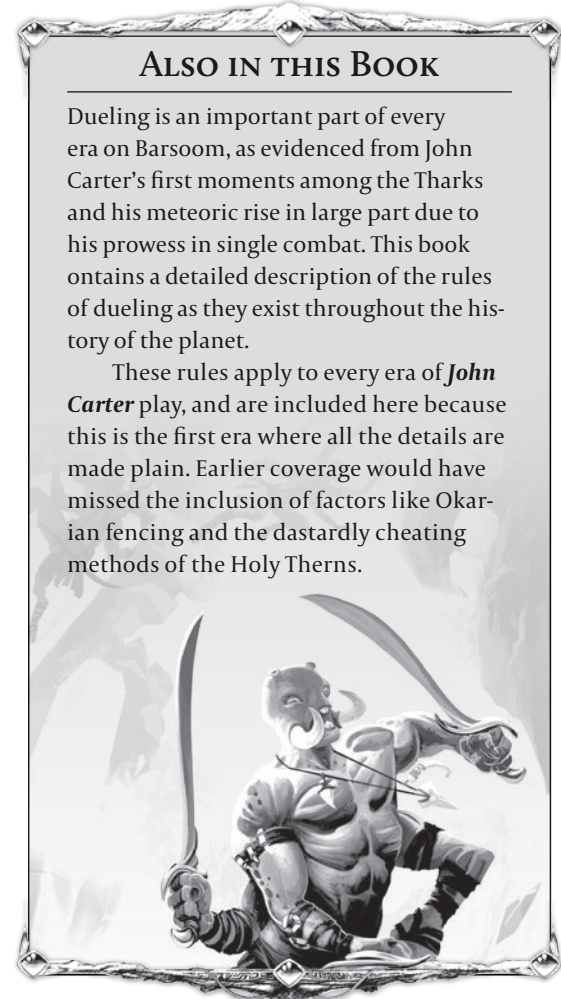 Also in this Book
Dueling is an important part of every
era on Barsoom, as evidenced from John
Carter’s first moments among the Tharks
and his meteoric rise in large part due to
his prowess in single combat. This book
ontains a detailed description of the rules
of dueling as they exist throughout the his-
tory of the planet.
These rules apply to every era of John
Carter play, and are included here because
this is the first era where all the details are
made plain. Earlier coverage would have
missed the inclusion of factors like Okar-
ian fencing and the dastardly cheating
methods of the Holy Therns.